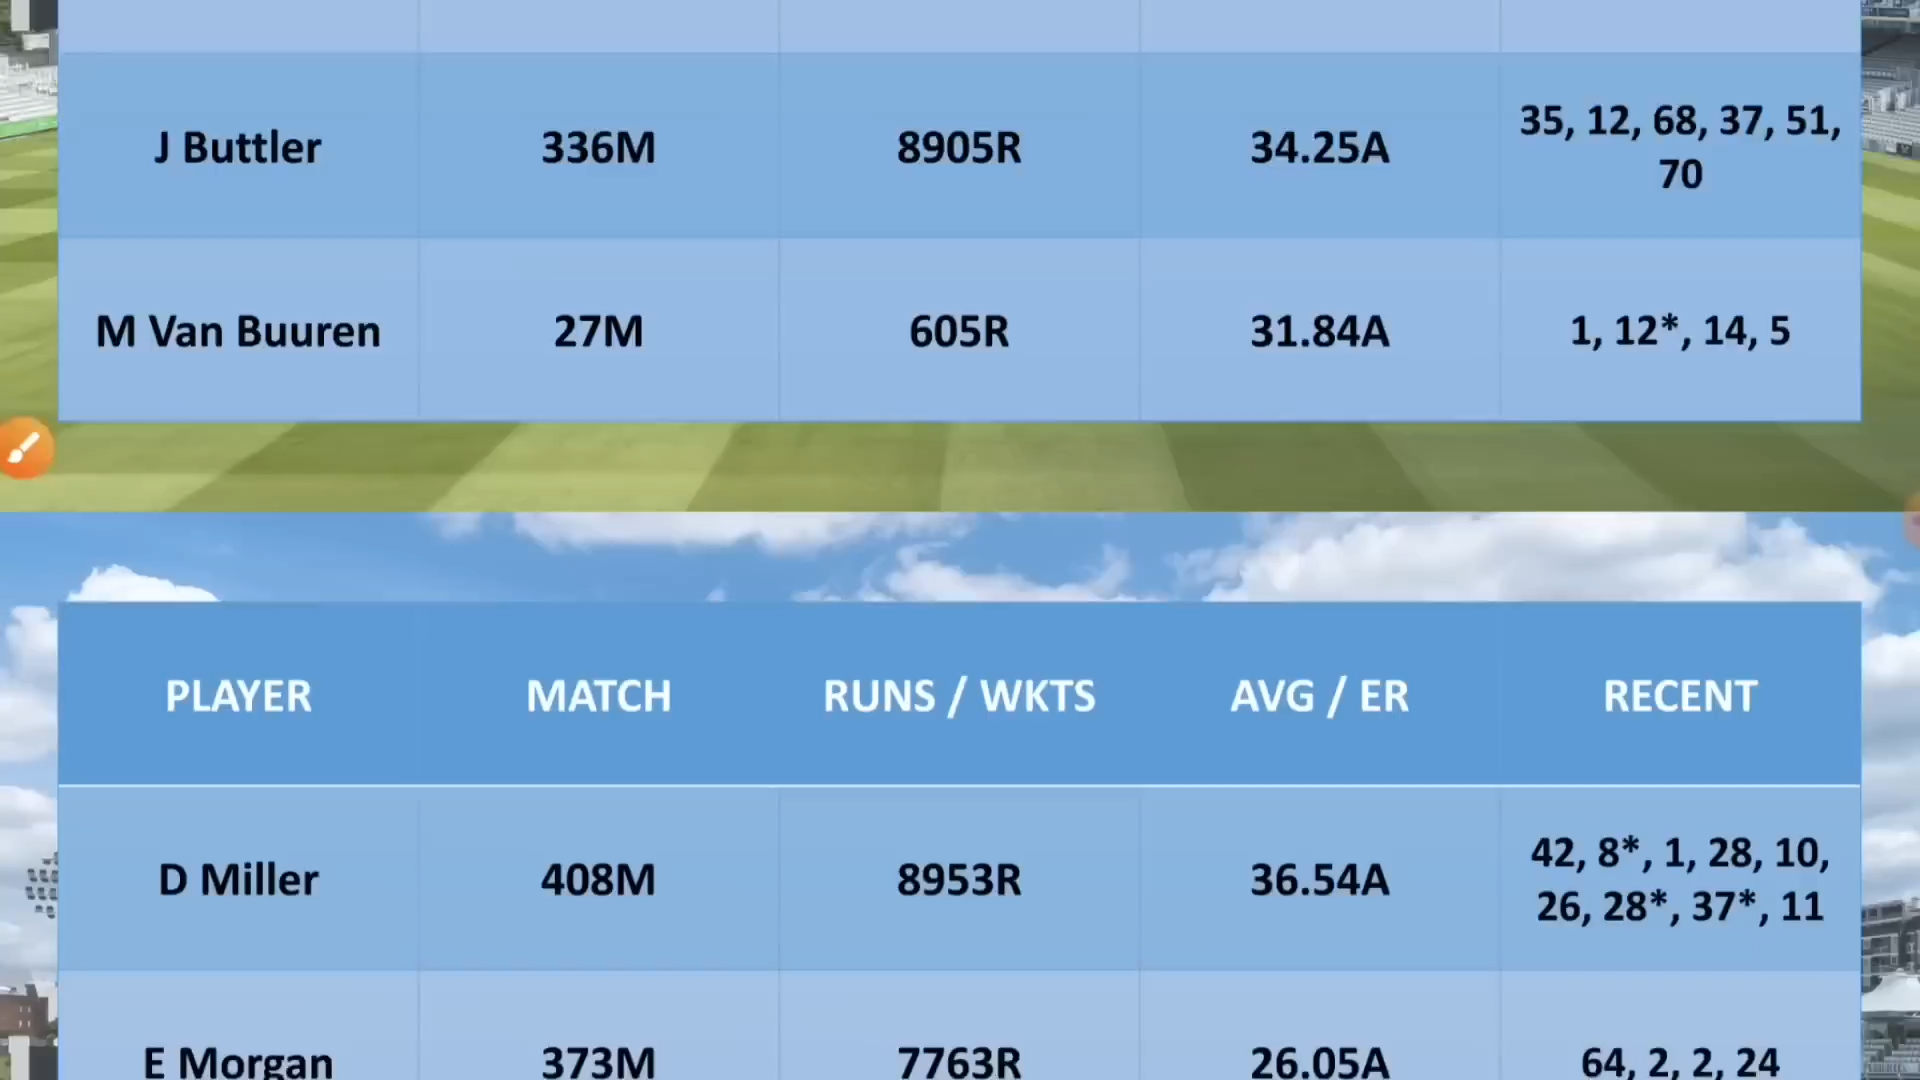 J Buttler 336M 8905R 34.25A 35, 12, 68, 37, 51,
70
M Van Buuren 27M 605R 31.84A 1, 12*, 14, 5
PLAYER MATCH RUNS / WKTS AVG / ER RECENT
D Miller 408M 8953R 36.54A 42, 8*, 1, 28, 10,
26, 28*, 37*, 11
E Morgan 373M 7763R 26.05A 64, 2, 2, 24